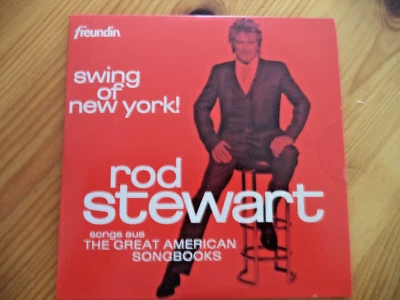 freundin
swing
of
new york!
rod
stewart
songs aus
THE GREAT AMERICAN
SONGBOOKS